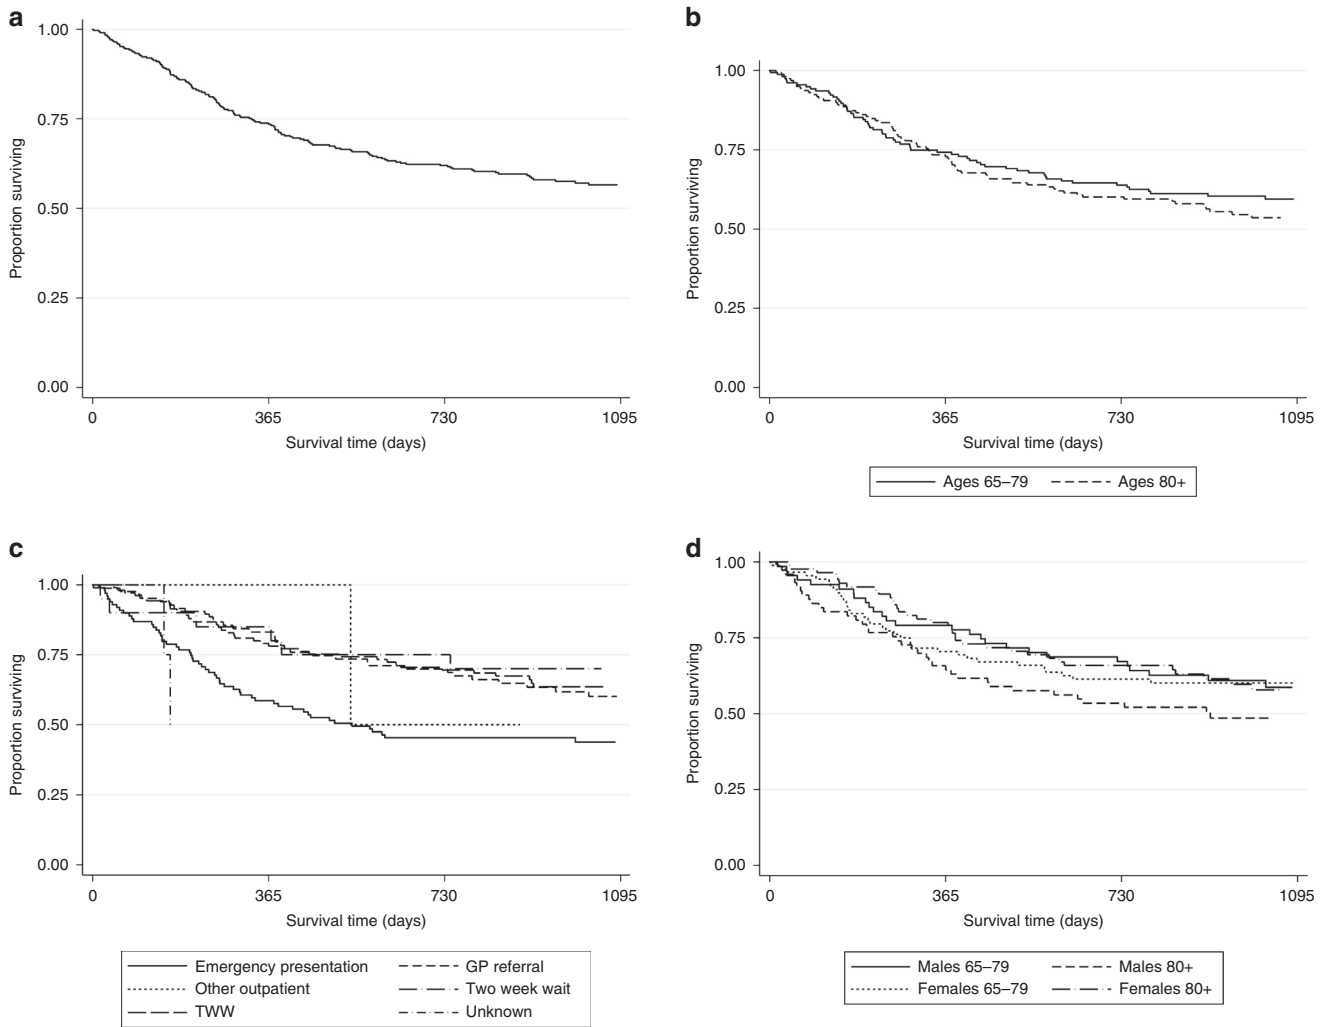 a
1.00
0.75
0.50
0.25
0.00
Proportion surviving
0
365
730
1095
Survival time (days)
b
1.00
0.75
0.50
0.25
0.00
Proportion surviving
0
365
730
1095
Survival time (days)
Ages 65–79
Ages 80+
c
1.00
0.75
0.50
0.25
0.00
Proportion surviving
0
365
730
1095
Survival time (days)
Emergency presentation
GP referral
Other outpatient
Two week wait
TWW
Unknown
d
1.00
0.75
0.50
0.25
0.00
Proportion surviving
0
365
730
1095
Survival time (days)
Males 65–79
Males 80+
Females 65–79
Females 80+